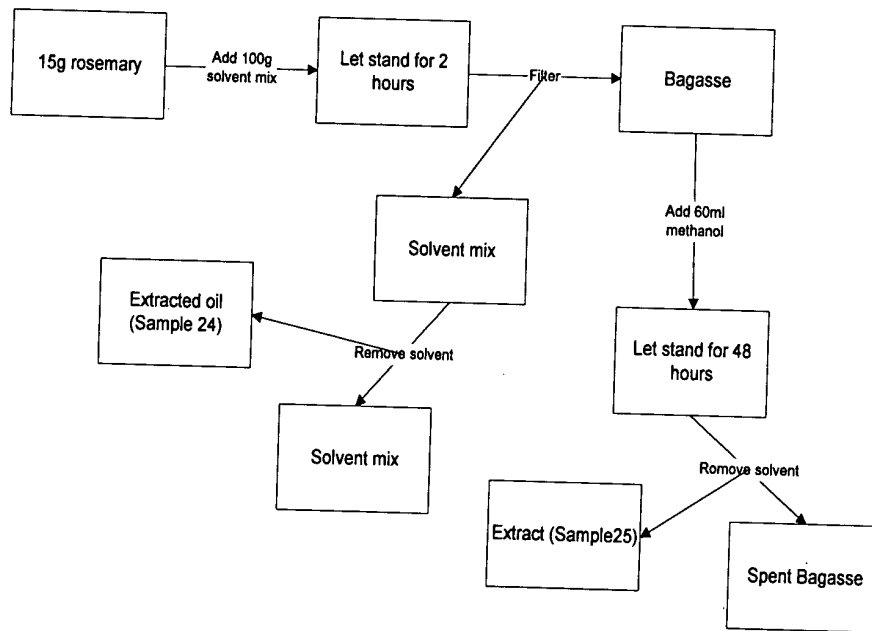 15g rosemary
Add 100g
solvent mix
Let stand for 2
hours
Filter
Bagasse
Solvent mix
Add 60ml
methanol
Extracted oil
(Sample 24)
Remove solvent
Let stand for 48
hours
Solvent mix
Romove solvent
Extract (Sample25)
Spent Bagasse